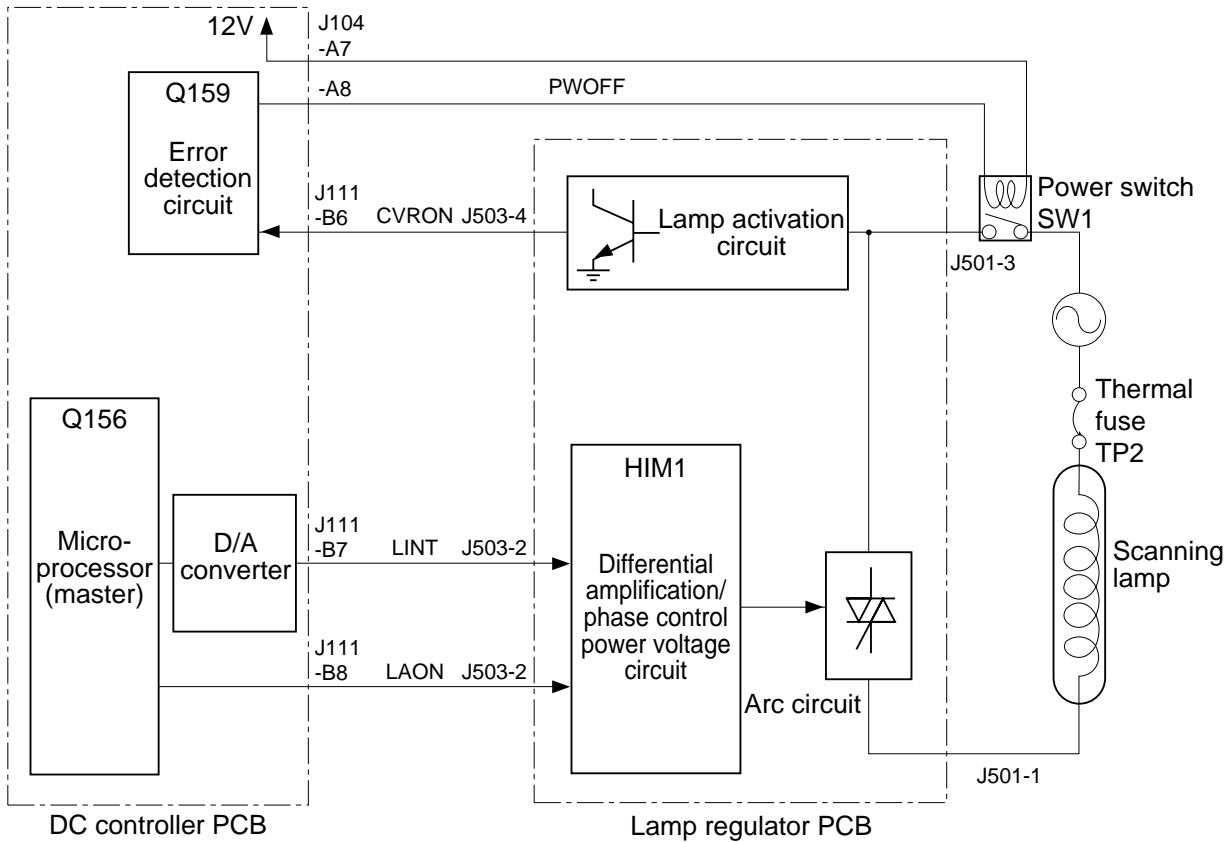 12V
J104
-A7
Q159
Error
detection
circuit
-A8
PWOFF
J111
-B6
CVRON
J503-4
Lamp activation
circuit
Power switch
SW1
J501-3
Thermal
fuse
TP2
Q156
Micro-
processor
(master)
D/A
converter
J111
-B7
LINT
J503-2
J111
-B8
LAON
J503-2
HIM1
Differential
amplification/
phase control
power voltage
circuit
Arc circuit
Scanning
lamp
J501-1
DC controller PCB
Lamp regulator PCB